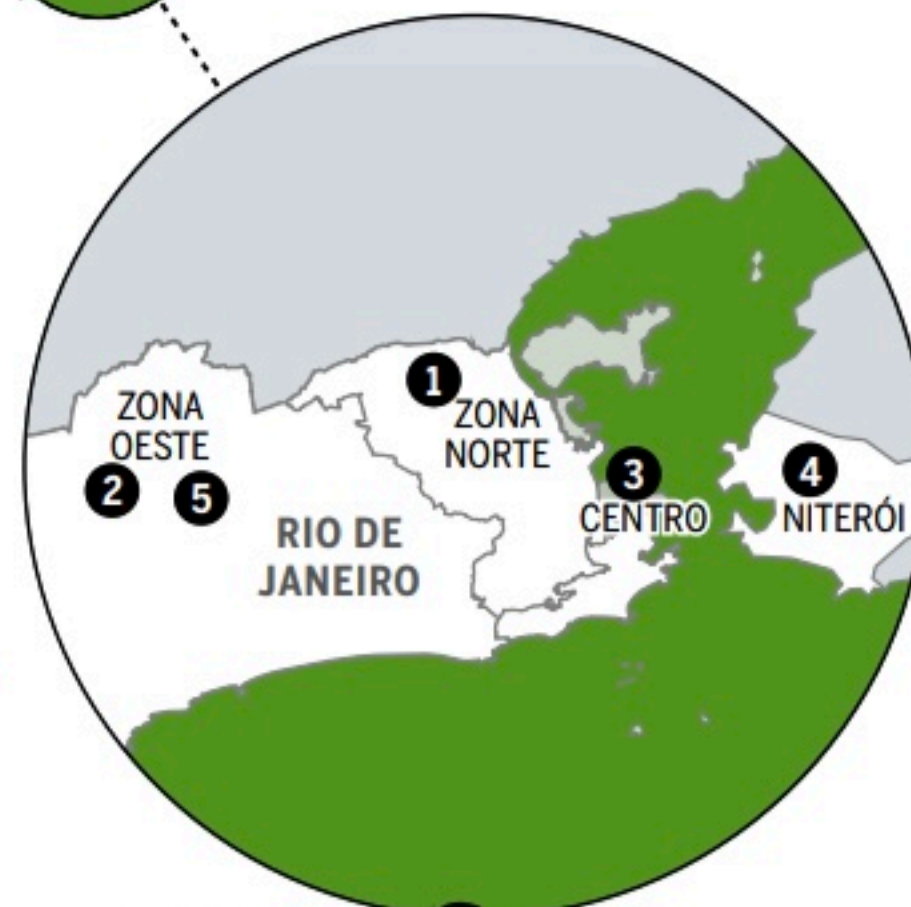 1
ZONA
OESTE
ZONA
NORTE
2
5
3
4
RIO DE
JANEIRO
CENTRO
NITERÓI